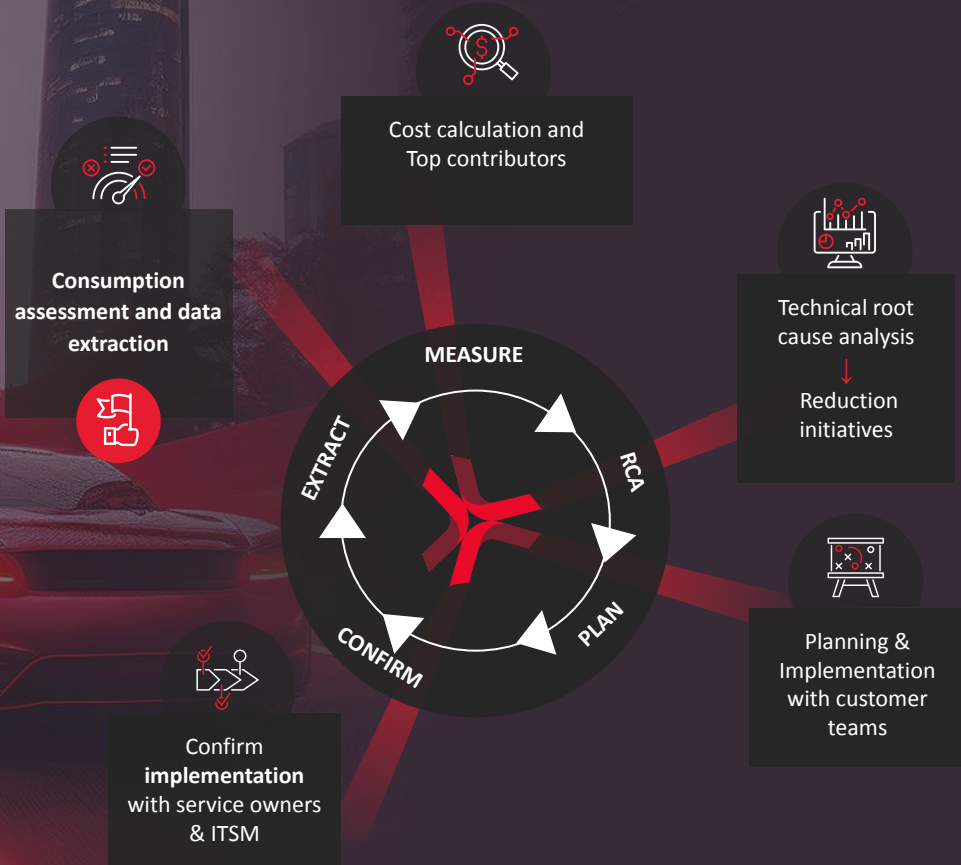 Cost calculation and
Top contributors
Consumption
assessment and data
extraction
Technical root
cause analysis
↓
Reduction
initiatives
MEASURE
EXTRACT
RCA
PLAN
CONFIRM
Planning &
Implementation
with customer
teams
Confirm
implementation
with service owners
& ITSM